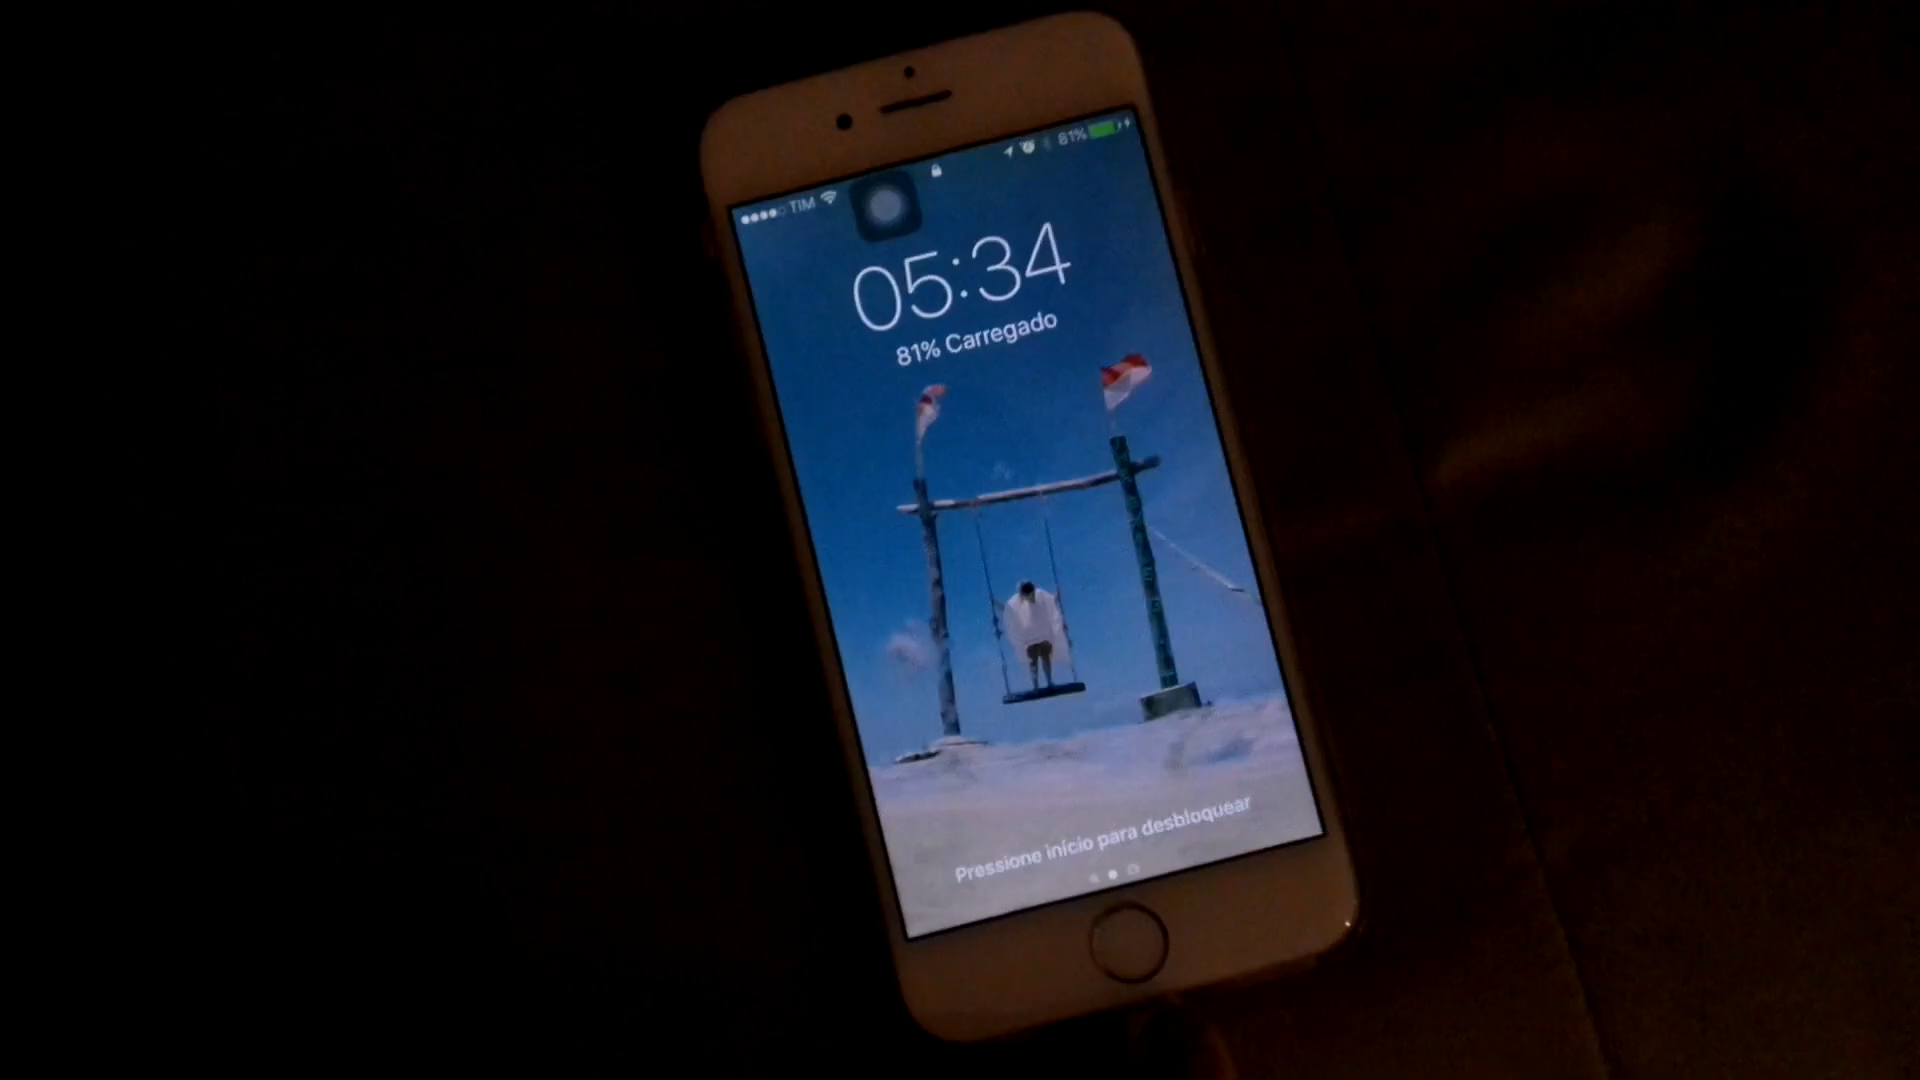 TIM
81%
05:34
81% Carregado
Pressione início para desbloquear